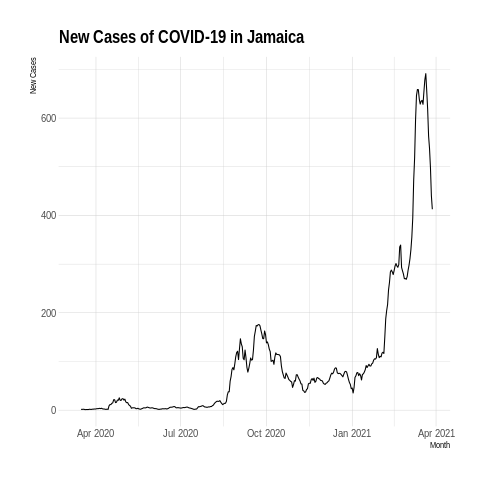 New Cases of COVID-19 in Jamaica
New Cases
600
400
200
0
Apr 2020 Jul 2020 Oct 2020 Jan 2021 Apr 2021
Month